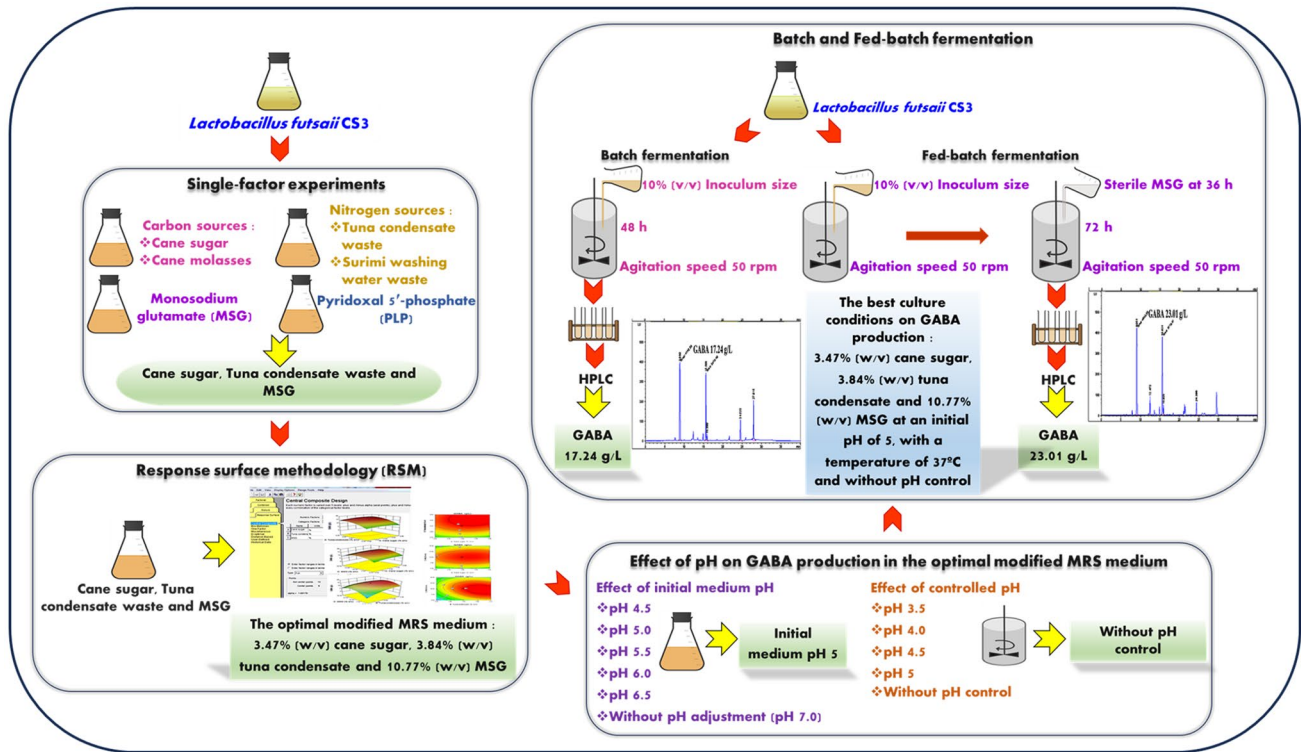 Lactobacillus futsaii CS3
Single-factor experiments
Carbon sources :
❖Cane sugar
❖Cane molasses
Nitrogen sources :
❖Tuna condensate
waste
❖Surimi washing
water waste
Monosodium
glutamate (MSG)
Pyridoxal 5′-phosphate
(PLP)
Cane sugar, Tuna condensate waste and
MSG
Response surface methodology (RSM)
Cane sugar, Tuna
condensate waste and MSG
Central Composite Design
The optimal modified MRS medium :
3.47% (w/v) cane sugar, 3.84% (w/v)
tuna condensate and 10.77% (w/v) MSG
Effect of pH on GABA production in the optimal modified MRS medium
Effect of initial medium pH
❖pH 4.5
❖pH 5.0
❖pH 5.5
❖pH 6.0
❖pH 6.5
❖Without pH adjustment (pH 7.0)
Initial
medium pH 5
Effect of controlled pH
❖pH 3.5
❖pH 4.0
❖pH 4.5
❖pH 5
❖Without pH control
Without pH
control
Batch and Fed-batch fermentation
Lactobacillus futsaii CS3
Batch fermentation
10% (v/v) Inoculum size
48 h
Agitation speed 50 rpm
HPLC
GABA
17.24 g/L
GABA 17.24 g/L
Fed-batch fermentation
10% (v/v) Inoculum size
Agitation speed 50 rpm
Sterile MSG at 36 h
72 h
Agitation speed 50 rpm
The best culture
conditions on GABA
production :
3.47% (w/v) cane sugar,
3.84% (w/v) tuna
condensate and 10.77%
(w/v) MSG at an initial
pH of 5, with a
temperature of 37ºC
and without pH control
HPLC
GABA
23.01 g/L
GABA 23.01 g/L